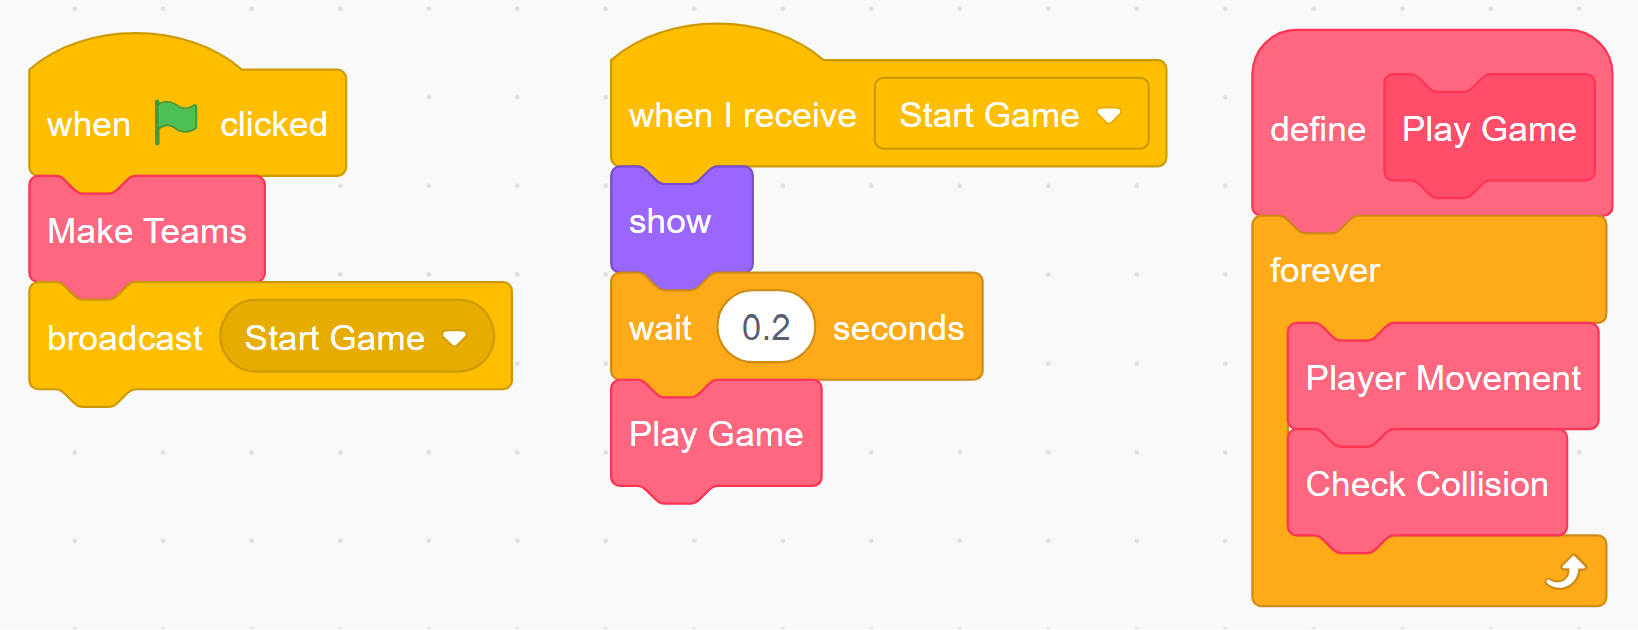 when clicked
Make Teams
broadcast Start Game
when I receive Start Game
show
wait 0.2 seconds
Play Game
define Play Game
forever
Player Movement
Check Collision